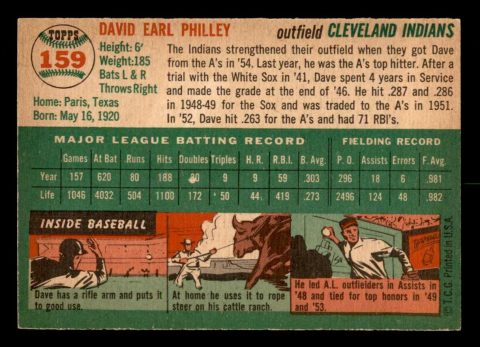 TOPPS
159
DAVID EARL PHILLEY
outfield CLEVELAND INDIANS
Height: 6'
Weight: 185
Bats L & R
Throws Right
Home: Paris, Texas
Born: May 16, 1920
The Indians strengthened their outfield when they got Dave
from the A's in '54. Last year, he was the A's top hitter. After a
trial with the White Sox in '41, Dave spent 4 years in Service
and made the grade at the end of '46. He hit .287 and .286
in 1948-49 for the Sox and was traded to the A's in 1951.
In '52, Dave hit .263 for the A's and had 71 RBI's.
MAJOR LEAGUE BATTING RECORD
FIELDING RECORD
Games At Bat Runs Hits Doubles Triples H.R. R.B.I. B. Avg. P.O. Assists Errors F. Avg.
Year 157 620 80 188 30 9 9 59 .303 246 18 6 .981
Life 1046 4032 504 1100 172 50 44 419 .273 2496 124 48 .982
INSIDE BASEBALL
Dave has a rifle arm and puts it
to good use.
At home he uses it to rope
steer on his cattle ranch.
He led A.L. outfielders in Assists
in '48 and tied for top honors in '49
and '53.
© T.C.G. Printed in U.S.A.